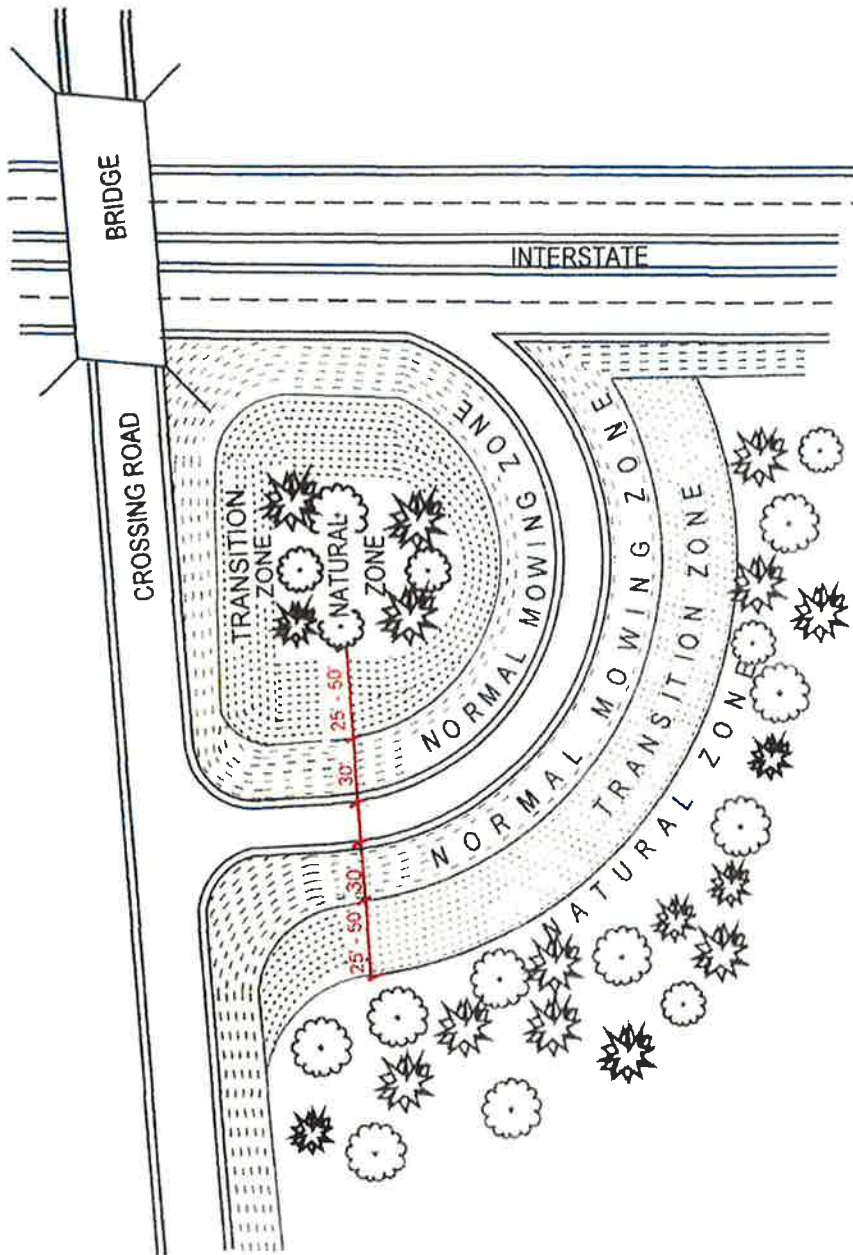 BRIDGE
INTERSTATE
CROSSING ROAD
TRANSITION
ZONE
NATURAL
ZONE
NORMAL MOWING ZONE
NORMAL MOWING ZONE
TRANSITION ZONE
NATURAL ZONE
25' - 50'
30'
30'
25' - 50'